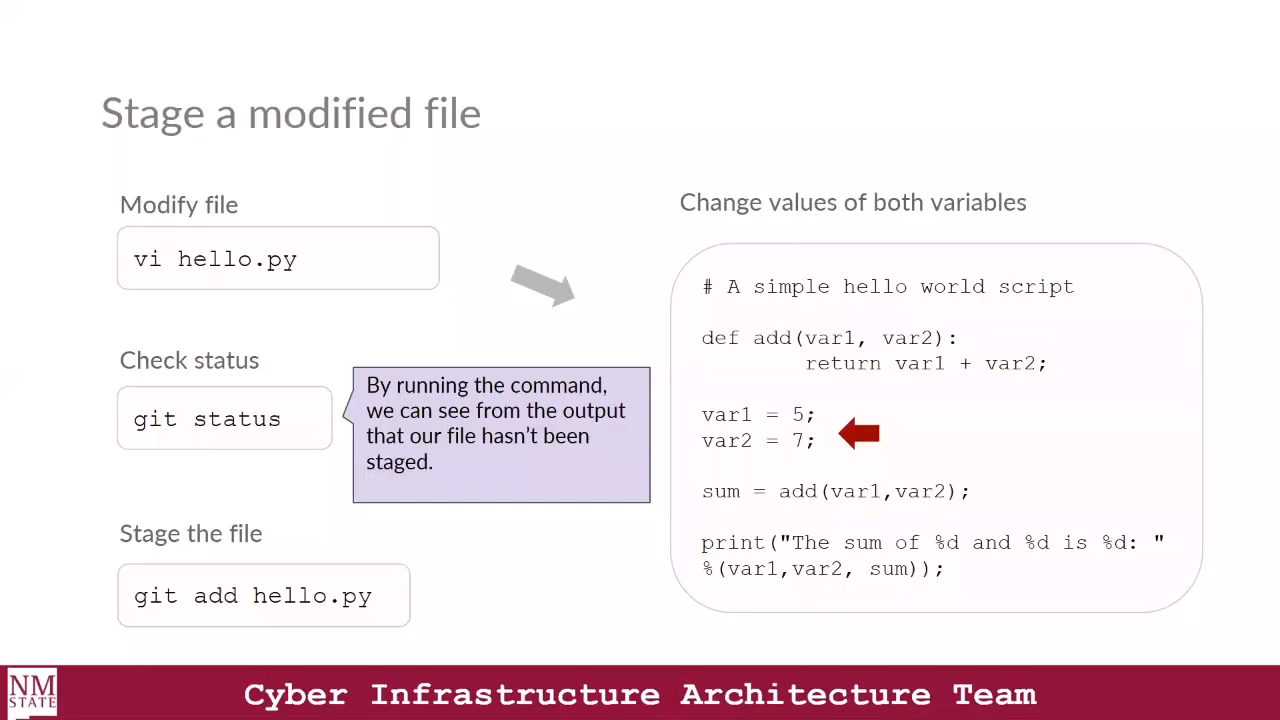 Stage a modified file
Modify file
vi hello.py
Check status
git status
By running the command,
we can see from the output
that our file hasn't been
staged.
Stage the file
git add hello.py
Change values of both variables
# A simple hello world script
def add(var1, var2):
return var1 + var2;
var1 = 5;
var2 = 7;
sum = add(var1,var2);
print("The sum of %d and %d is %d: "
%(var1,var2, sum));
NM
STATE
Cyber Infrastructure Architecture Team